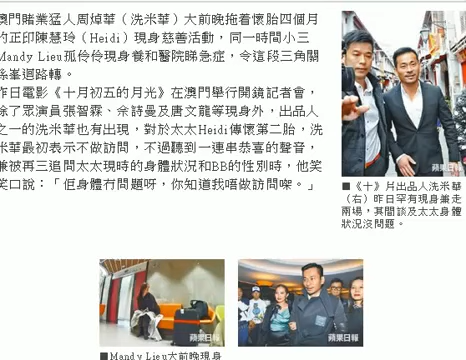 澳門賭業猛人周焯華（洗米華）大前晚拖着懷胎四個月
的正印陳慧玲（Heidi）現身慈善活動，同一時間小三
Mandy Lieu孤伶伶現身養和醫院睇急症，令這段三角關
係峯迴路轉。
昨日電影《十月初五的月光》在澳門舉行開鏡記者會，
除了眾演員張智霖、佘詩曼及唐文龍等現身外，出品人
之一的洗米華也有出現，對於太太Heidi傳懷第二胎，洗
米華最初表示不做訪問，不過聽到一連串恭喜的聲音，
兼被再三追問太太現時的身體狀況和BB的性別時，他笑
笑口說：「佢身體冇問題呀，你知道我唔做訪問㗎。」
蘋果日報
■《十》片出品人洗米華
（右）昨日罕有現身兼走
兩場，其間談及太太身體
狀況沒問題。
蘋果日報
蘋果日報
■Mandy Lieu大前晚現身